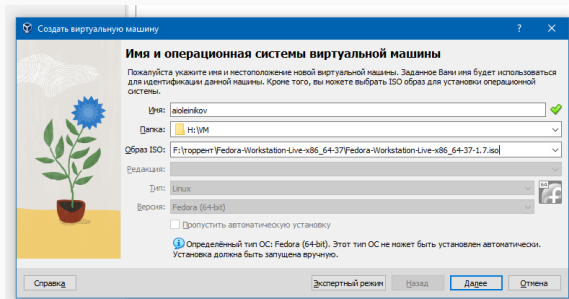 Создать виртуальную машину
Имя и операционная системы виртуальной машины
Пожалуйста укажите имя и местоположение новой виртуальной машины. Заданное Вами имя будет использоваться
для идентификации данной машины. Кроме того, вы можете выбрать ISO образ для установки операционной
системы.
Имя: aioleinikov
Папка: H:\VM
Образ ISO: F:\торрент\Fedora-Workstation-Live-x86_64-37\Fedora-Workstation-Live-x86_64-37-1.7.iso
Редакция:
Тип: Linux
64
Версия: Fedora (64-bit)
Пропустить автоматическую установку
Определённый тип ОС: Fedora (64-bit). Этот тип ОС не может быть установлен автоматически.
Установка должна быть запущена вручную.
Справка Экспертный режим Назад Далее Отмена